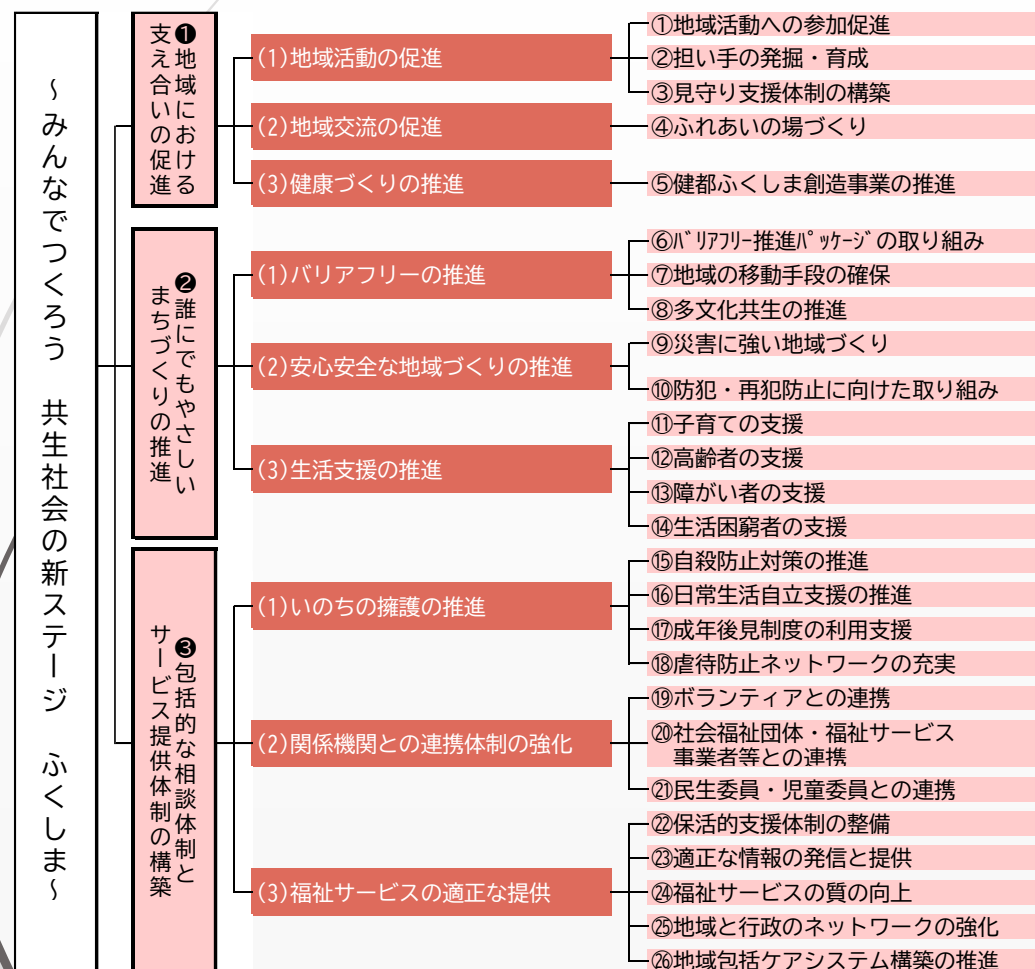 ～みんなでつくろう　共生社会の新ステージ　ふくしま～
❶地域における
支え合いの促進
(1)地域活動の促進
①地域活動への参加促進
②担い手の発掘・育成
③見守り支援体制の構築
(2)地域交流の促進
④ふれあいの場づくり
(3)健康づくりの推進
⑤健都ふくしま創造事業の推進
❷誰にでもやさしい
まちづくりの推進
(1)バリアフリーの推進
⑥ﾊﾞﾘｱﾌﾘｰ推進ﾊﾟｯｹｰｼﾞの取り組み
⑦地域の移動手段の確保
⑧多文化共生の推進
(2)安心安全な地域づくりの推進
⑨災害に強い地域づくり
⑩防犯・再犯防止に向けた取り組み
(3)生活支援の推進
⑪子育ての支援
⑫高齢者の支援
⑬障がい者の支援
⑭生活困窮者の支援
❸包括的な相談体制と
サービス提供体制の構築
(1)いのちの擁護の推進
⑮自殺防止対策の推進
⑯日常生活自立支援の推進
⑰成年後見制度の利用支援
⑱虐待防止ネットワークの充実
(2)関係機関との連携体制の強化
⑲ボランティアとの連携
⑳社会福祉団体・福祉サービス
事業者等との連携
㉑民生委員・児童委員との連携
(3)福祉サービスの適正な提供
㉒保活的支援体制の整備
㉓適正な情報の発信と提供
㉔福祉サービスの質の向上
㉕地域と行政のネットワークの強化
㉖地域包括ケアシステム構築の推進